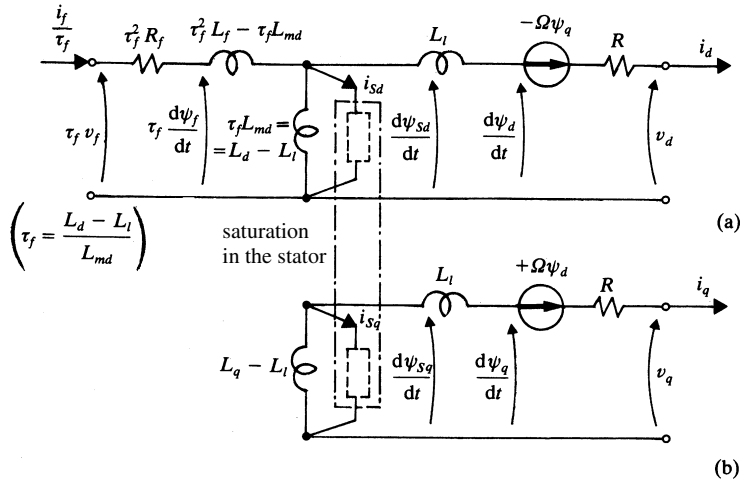 i_f / τ_f
τ_f² R_f
τ_f² L_f − τ_f L_md
L_l
−Ωψ_q
R
i_d
i_Sd
τ_f v_f
τ_f dψ_f/dt
τ_f L_md =
= L_d − L_l
dψ_Sd/dt
dψ_d/dt
v_d
(τ_f = (L_d − L_l) / L_md)
(a)
saturation
in the stator
L_l
+Ωψ_d
R
i_q
i_Sq
L_q − L_l
dψ_Sq/dt
dψ_q/dt
v_q
(b)